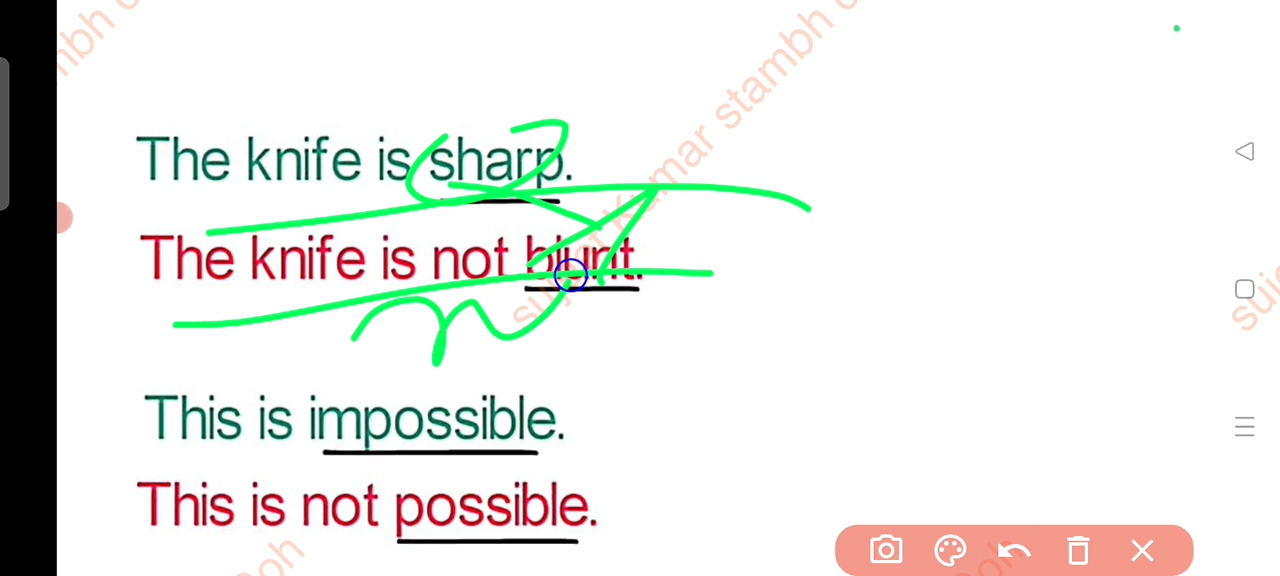 The knife is sharp.
The knife is not blunt.
This is impossible.
This is not possible.